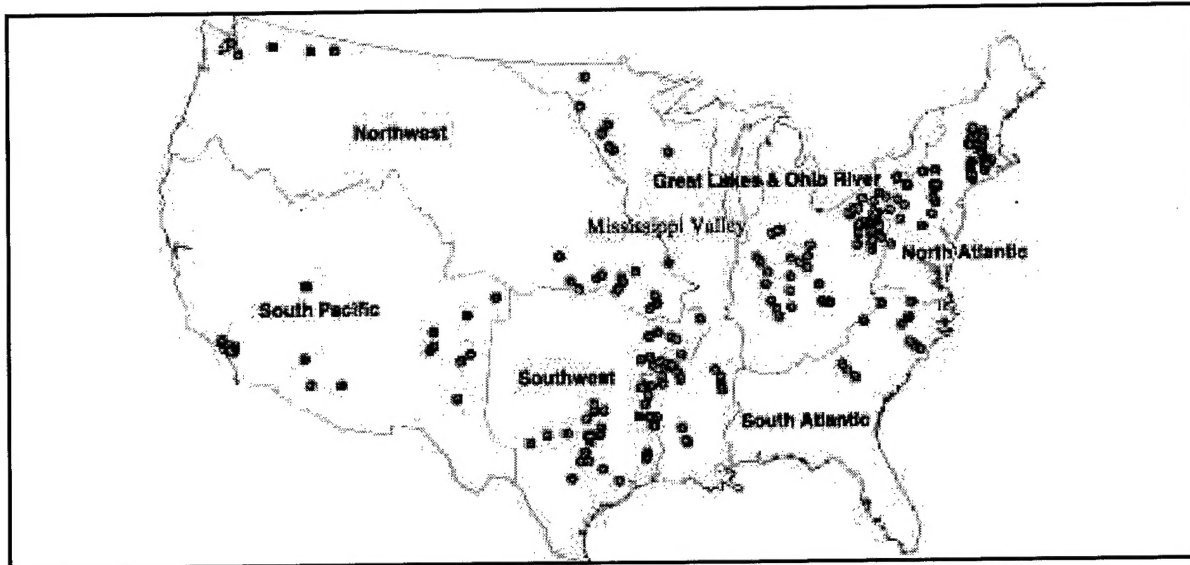 Northwest
Great Lakes & Ohio River
Mississippi Valley
North Atlantic
South Pacific
Southwest
South Atlantic